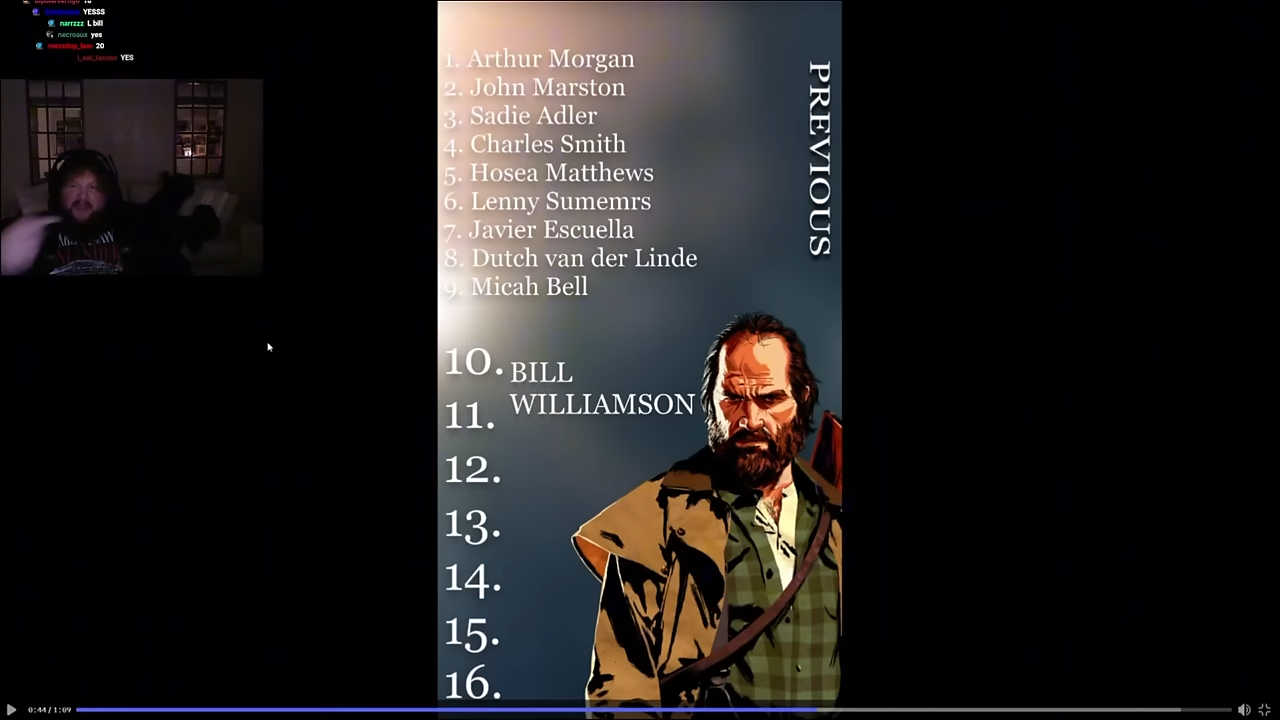 YESSS
narrzzz L bill
necroaux yes
20
i_eat_tacoss YES
1. Arthur Morgan
2. John Marston
3. Sadie Adler
4. Charles Smith
5. Hosea Matthews
6. Lenny Sumemrs
7. Javier Escuella
8. Dutch van der Linde
9. Micah Bell
PREVIOUS
10. BILL
WILLIAMSON
11.
12.
13.
14.
15.
16.
0:44 / 1:09